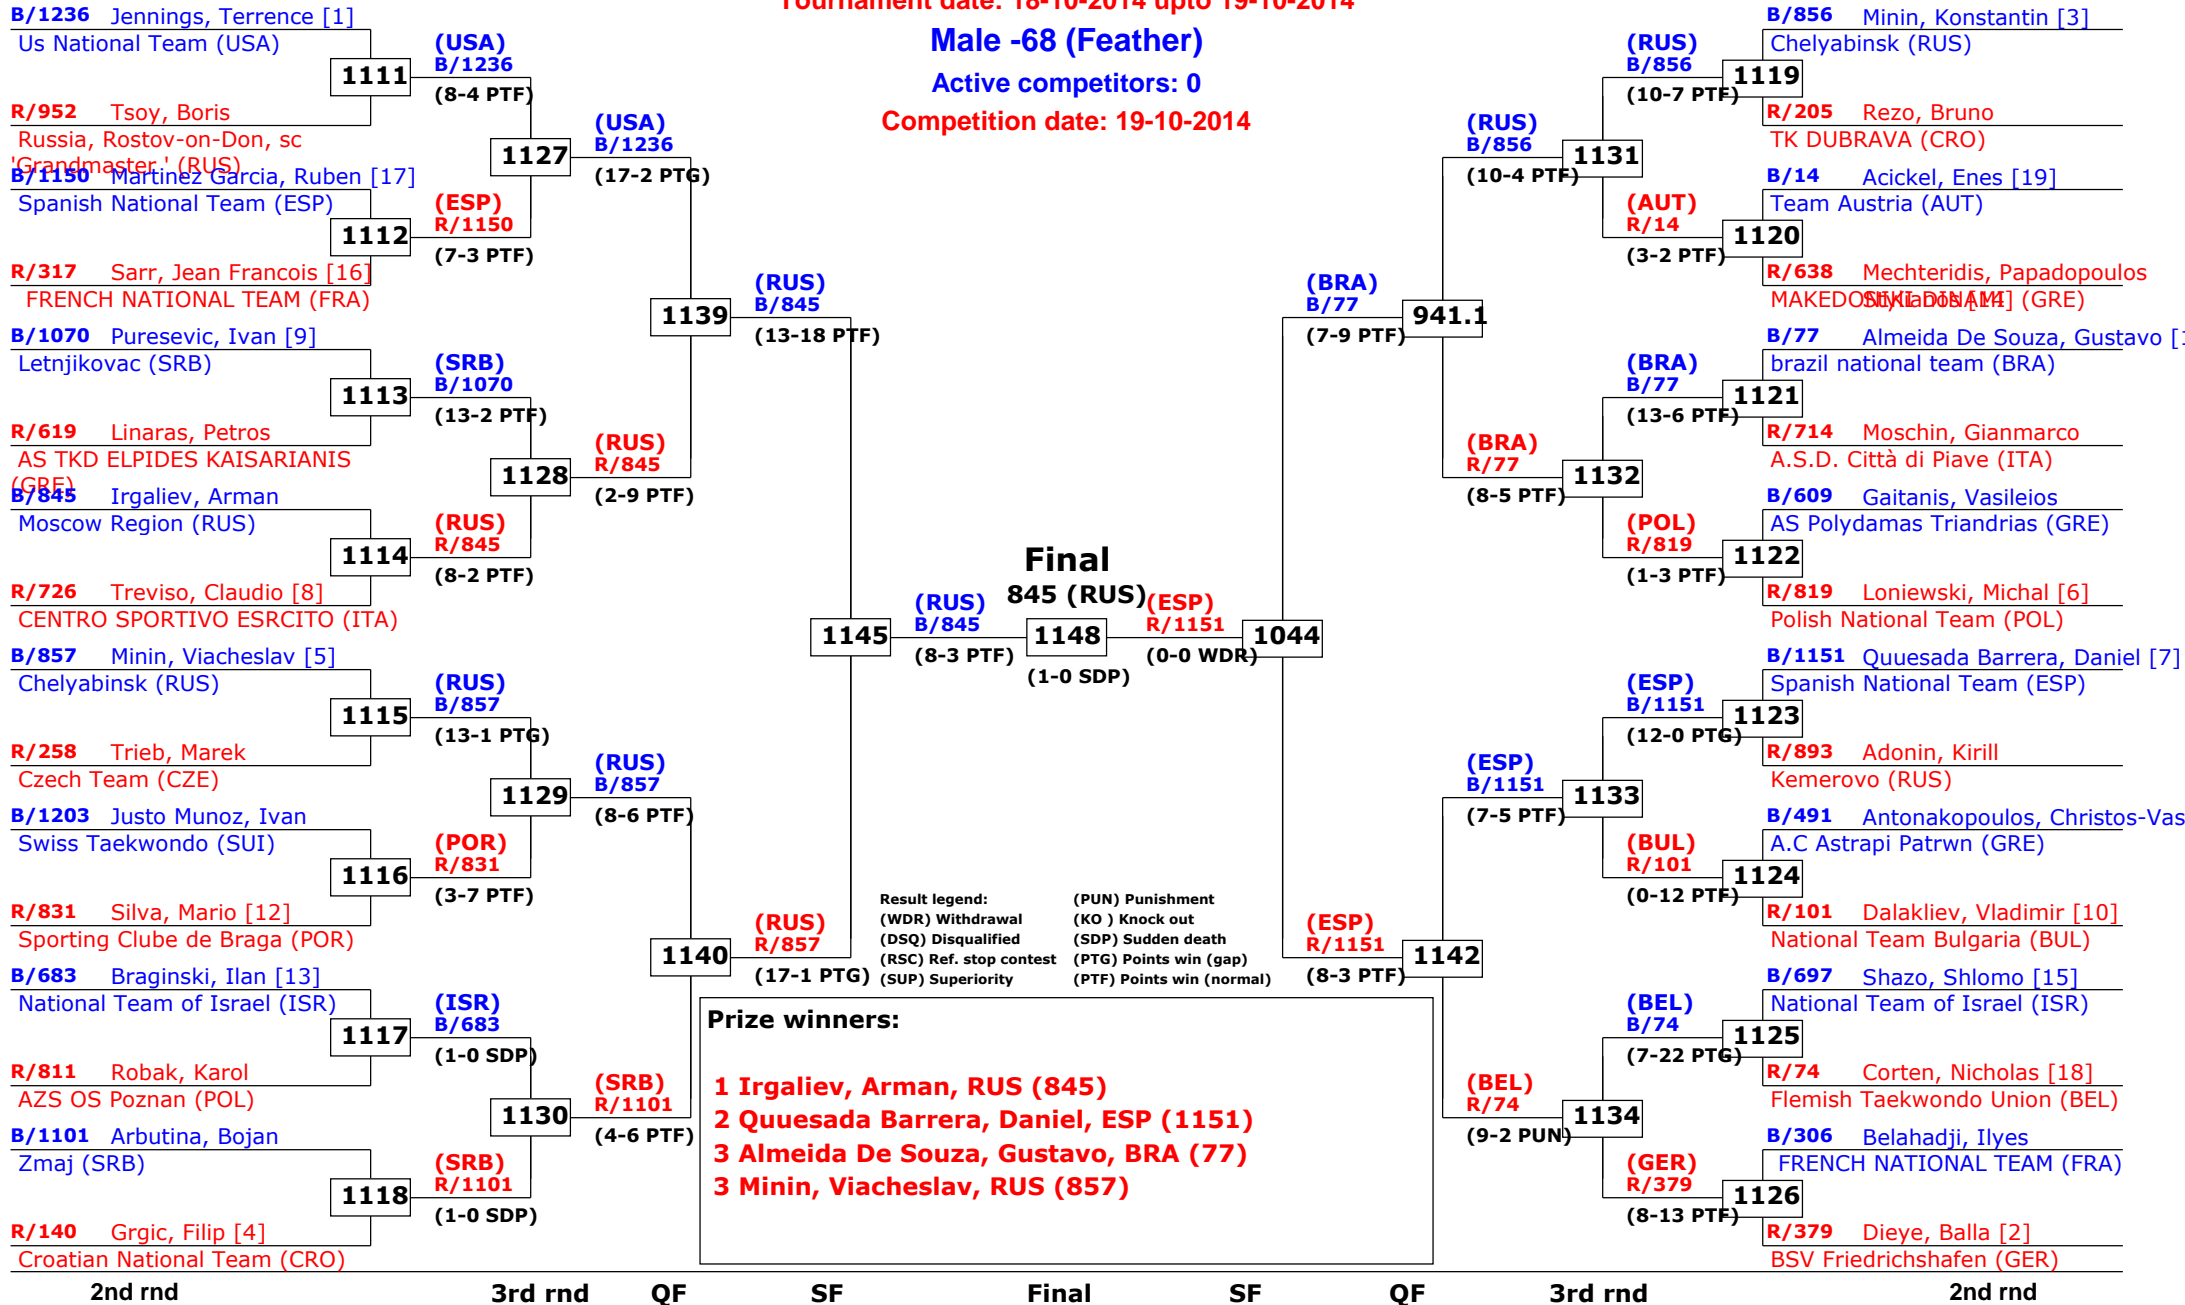 Tournament date: 18-10-2014 upto 19-10-2014
Male -68 (Feather)
Active competitors: 0
Competition date: 19-10-2014
B/1236 Jennings, Terrence [1]
Us National Team (USA)
1111
R/952 Tsoy, Boris
Russia, Rostov-on-Don, sc
'Grandmaster ' (RUS)
B/1150 Martinez Garcia, Ruben [17]
Spanish National Team (ESP)
1112
R/317 Sarr, Jean Francois [16]
FRENCH NATIONAL TEAM (FRA)
B/1070 Puresevic, Ivan [9]
Letnjikovac (SRB)
1113
R/619 Linaras, Petros
AS TKD ELPIDES KAISARIANIS
(GRE)
B/845 Irgaliev, Arman
Moscow Region (RUS)
1114
R/726 Treviso, Claudio [8]
CENTRO SPORTIVO ESRCITO (ITA)
B/857 Minin, Viacheslav [5]
Chelyabinsk (RUS)
1115
R/258 Trieb, Marek
Czech Team (CZE)
B/1203 Justo Munoz, Ivan
Swiss Taekwondo (SUI)
1116
R/831 Silva, Mario [12]
Sporting Clube de Braga (POR)
B/683 Braginski, Ilan [13]
National Team of Israel (ISR)
1117
R/811 Robak, Karol
AZS OS Poznan (POL)
B/1101 Arbutina, Bojan
Zmaj (SRB)
1118
R/140 Grgic, Filip [4]
Croatian National Team (CRO)
(USA)
B/1236
(8-4 PTF)
1127
(ESP)
R/1150
(7-3 PTF)
(SRB)
B/1070
(13-2 PTF)
1128
(RUS)
R/845
(8-2 PTF)
(RUS)
B/857
(13-1 PTG)
1129
(POR)
R/831
(3-7 PTF)
(ISR)
B/683
(1-0 SDP)
1130
(SRB)
R/1101
(1-0 SDP)
(USA)
B/1236
(17-2 PTG)
1139
(RUS)
R/845
(2-9 PTF)
(RUS)
B/857
(8-6 PTF)
1140
(SRB)
R/1101
(4-6 PTF)
(RUS)
B/845
(13-18 PTF)
1145
(RUS)
R/857
(17-1 PTG)
Final
845 (RUS)
(RUS)
B/845
(8-3 PTF)
1148
(1-0 SDP)
(ESP)
R/1151
(0-0 WDR)
1044
(BRA)
B/77
(7-9 PTF)
941.1
(ESP)
R/1151
(8-3 PTF)
1142
(RUS)
B/856
(10-4 PTF)
1131
(BRA)
R/77
(8-5 PTF)
1132
(ESP)
B/1151
(7-5 PTF)
1133
(BEL)
R/74
(9-2 PUN)
1134
(RUS)
B/856
(10-7 PTF)
1119
(AUT)
R/14
(3-2 PTF)
1120
(BRA)
B/77
(13-6 PTF)
1121
(POL)
R/819
(1-3 PTF)
1122
(ESP)
B/1151
(12-0 PTG)
1123
(BUL)
R/101
(0-12 PTF)
1124
(BEL)
B/74
(7-22 PTG)
1125
(GER)
R/379
(8-13 PTF)
1126
B/856 Minin, Konstantin [3]
Chelyabinsk (RUS)
R/205 Rezo, Bruno
TK DUBRAVA (CRO)
B/14 Acickel, Enes [19]
Team Austria (AUT)
R/638 Mechteridis, Papadopoulos
Stylianos [14]
MAKEDONIKI DINAMI (GRE)
B/77 Almeida De Souza, Gustavo [
brazil national team (BRA)
R/714 Moschin, Gianmarco
A.S.D. Città di Piave (ITA)
B/609 Gaitanis, Vasileios
AS Polydamas Triandrias (GRE)
R/819 Loniewski, Michal [6]
Polish National Team (POL)
B/1151 Quuesada Barrera, Daniel [7]
Spanish National Team (ESP)
R/893 Adonin, Kirill
Kemerovo (RUS)
B/491 Antonakopoulos, Christos-Vas
A.C Astrapi Patrwn (GRE)
R/101 Dalakliev, Vladimir [10]
National Team Bulgaria (BUL)
B/697 Shazo, Shlomo [15]
National Team of Israel (ISR)
R/74 Corten, Nicholas [18]
Flemish Taekwondo Union (BEL)
B/306 Belahadji, Ilyes
FRENCH NATIONAL TEAM (FRA)
R/379 Dieye, Balla [2]
BSV Friedrichshafen (GER)
Result legend:
(WDR) Withdrawal
(DSQ) Disqualified
(RSC) Ref. stop contest
(SUP) Superiority
(PUN) Punishment
(KO ) Knock out
(SDP) Sudden death
(PTG) Points win (gap)
(PTF) Points win (normal)
Prize winners:
1 Irgaliev, Arman, RUS (845)
2 Quuesada Barrera, Daniel, ESP (1151)
3 Almeida De Souza, Gustavo, BRA (77)
3 Minin, Viacheslav, RUS (857)
2nd rnd 3rd rnd QF SF Final SF QF 3rd rnd 2nd rnd